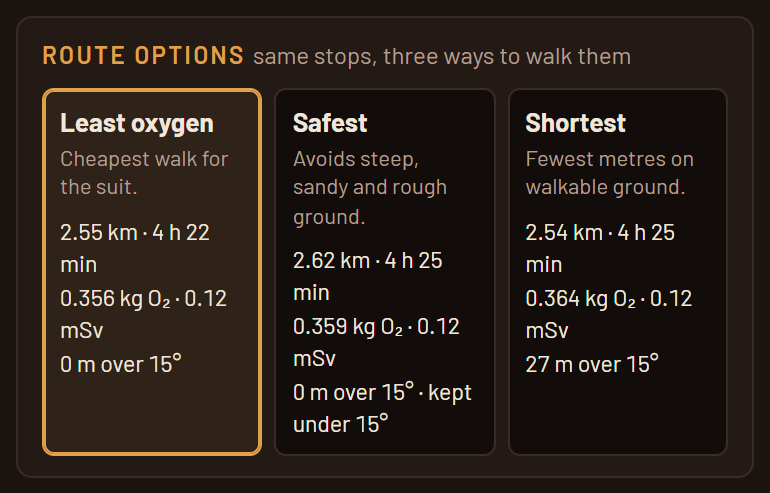 ROUTE OPTIONS same stops, three ways to walk them
Least oxygen
Cheapest walk for
the suit.
2.55 km · 4 h 22
min
0.356 kg O₂ · 0.12
mSv
0 m over 15°
Safest
Avoids steep,
sandy and rough
ground.
2.62 km · 4 h 25
min
0.359 kg O₂ · 0.12
mSv
0 m over 15° · kept
under 15°
Shortest
Fewest metres on
walkable ground.
2.54 km · 4 h 25
min
0.364 kg O₂ · 0.12
mSv
27 m over 15°